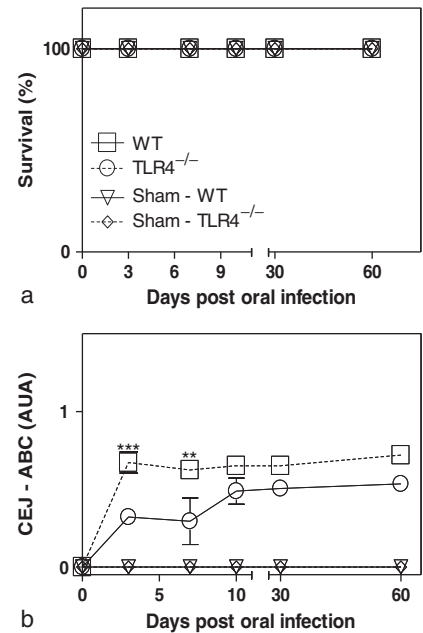 Survival (%)
100
0
WT
TLR4−/−
Sham - WT
Sham - TLR4−/−
0 3 6 9 30 60
Days post oral infection
a
CEJ - ABC (AUA)
1
0
*** **
0 5 10 30 60
Days post oral infection
b